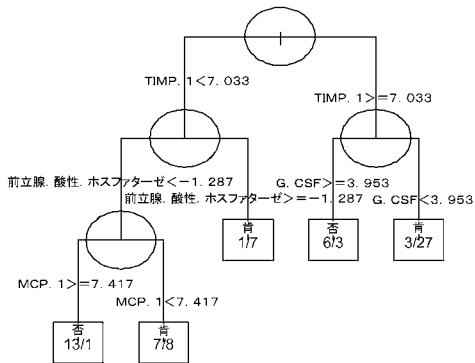 TIMP. 1<7. 033
TIMP. 1>=7. 033
前立腺. 酸性. ホスファターゼ<-1. 287
前立腺. 酸性. ホスファターゼ>=-1. 287
G. CSF>=3. 953
G. CSF<3. 953
肯
1/7
否
6/3
肯
3/27
MCP. 1>=7. 417
MCP. 1<7. 417
否
13/1
肯
7/8